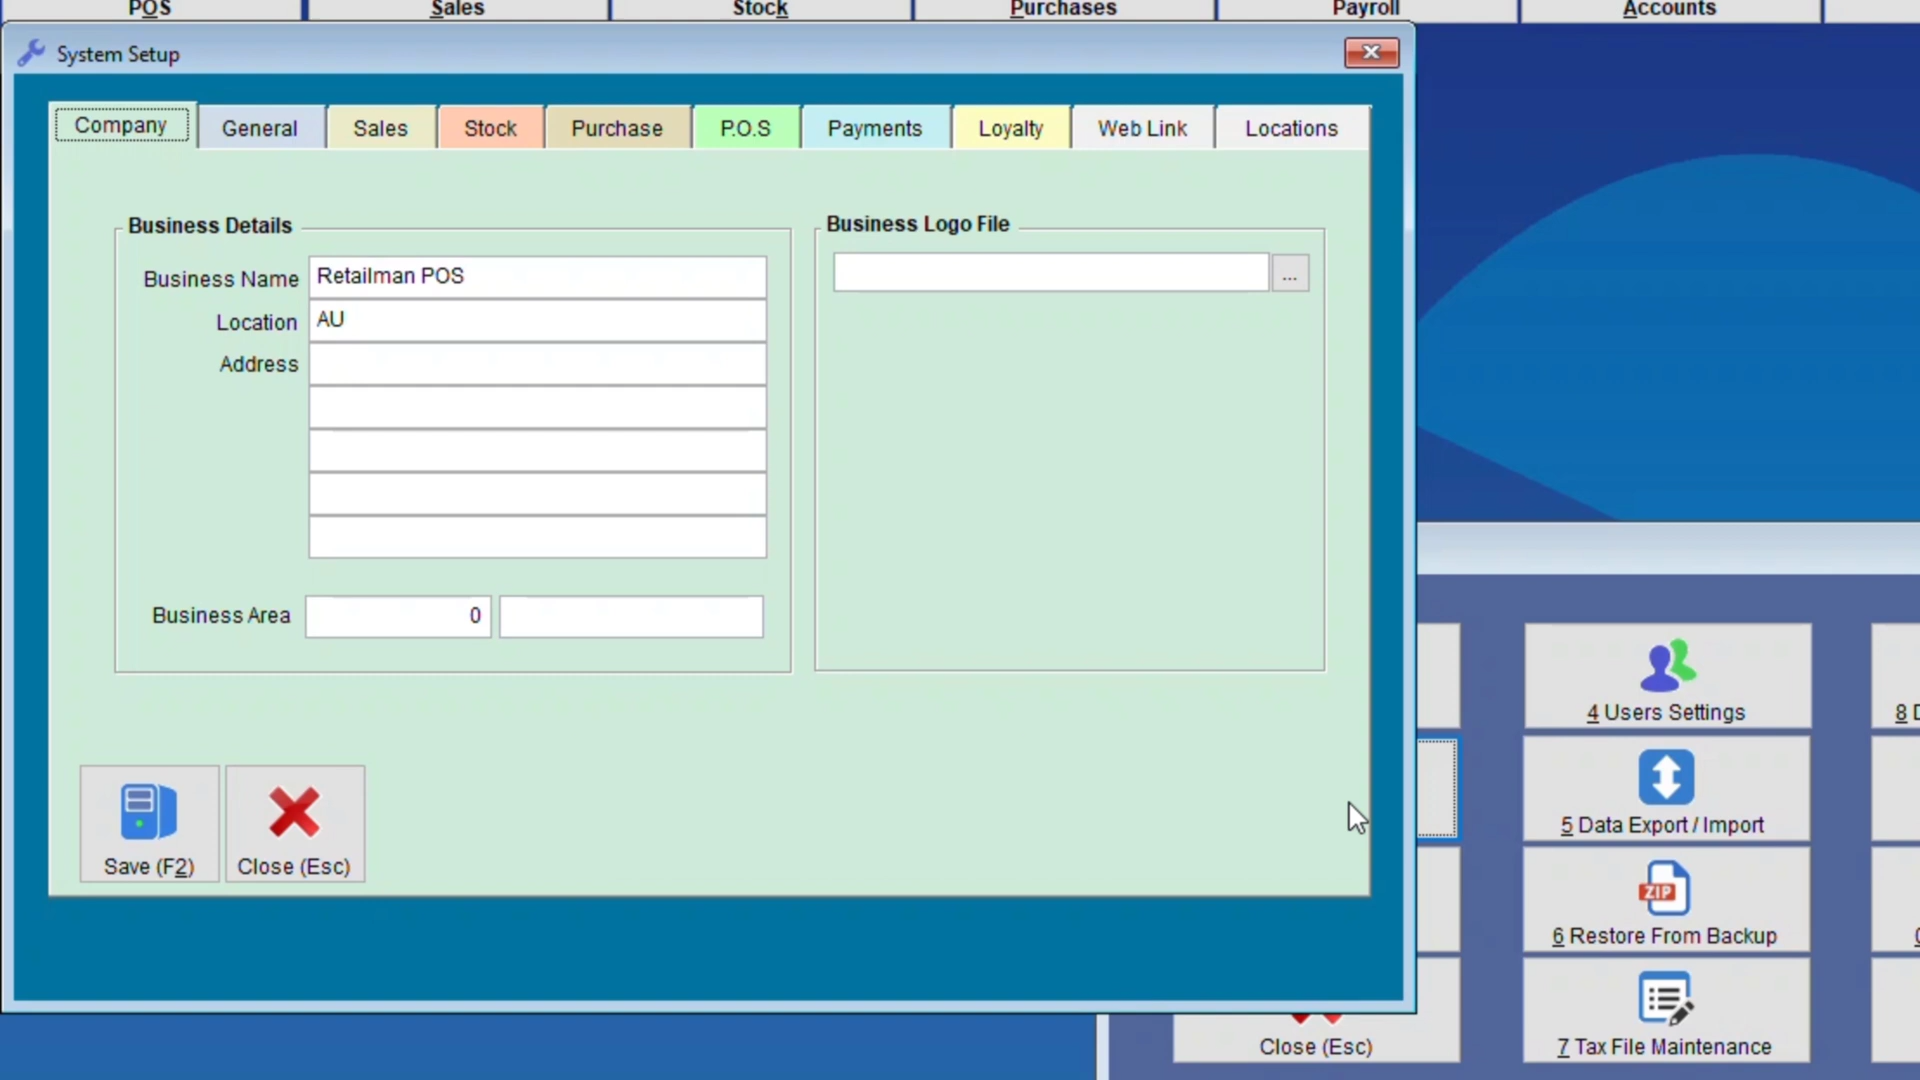 POS Sales Stock Purchases Payroll Accounts
System Setup
Company General Sales Stock Purchase P.O.S Payments Loyalty Web Link Locations
Business Details
Business Name Retailman POS
Location AU
Address
Business Area 0
Business Logo File
...
Save (F2) Close (Esc)
4 Users Settings
5 Data Export / Import
ZIP
6 Restore From Backup
Close (Esc)
7 Tax File Maintenance
8